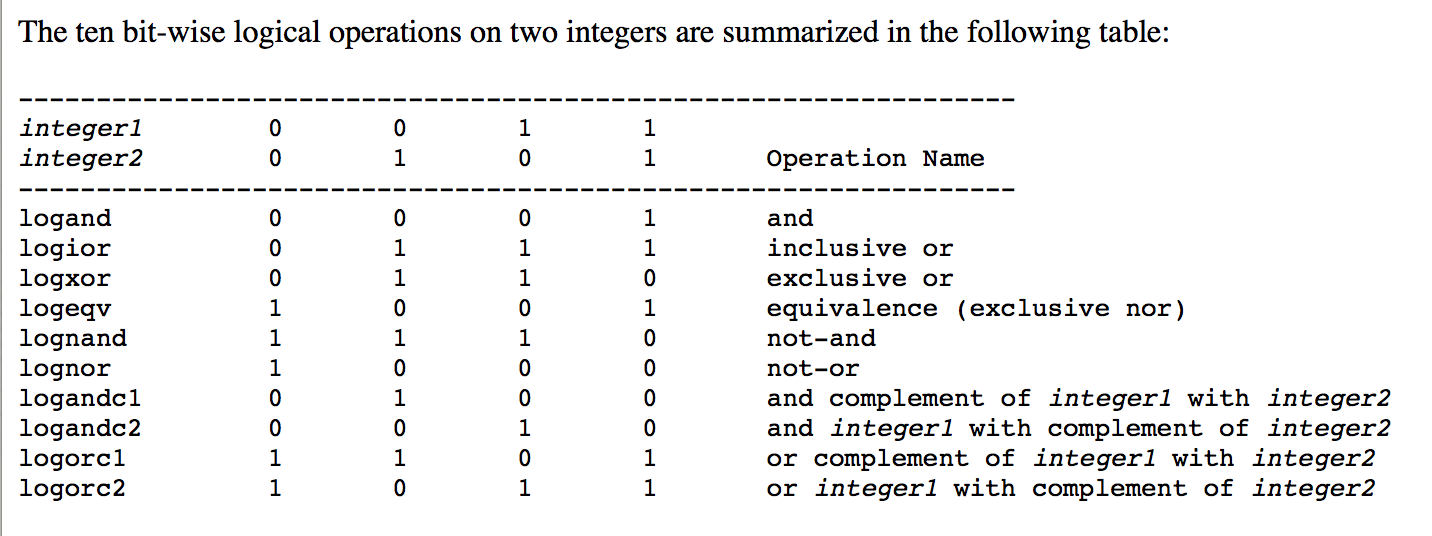 The ten bit-wise logical operations on two integers are summarized in the following table:
----------------------------------------------------------------
integer1 0 0 1 1
integer2 0 1 0 1 Operation Name
----------------------------------------------------------------
logand 0 0 0 1 and
logior 0 1 1 1 inclusive or
logxor 0 1 1 0 exclusive or
logeqv 1 0 0 1 equivalence (exclusive nor)
lognand 1 1 1 0 not-and
lognor 1 0 0 0 not-or
logandc1 0 1 0 0 and complement of integer1 with integer2
logandc2 0 0 1 0 and integer1 with complement of integer2
logorc1 1 1 0 1 or complement of integer1 with integer2
logorc2 1 0 1 1 or integer1 with complement of integer2